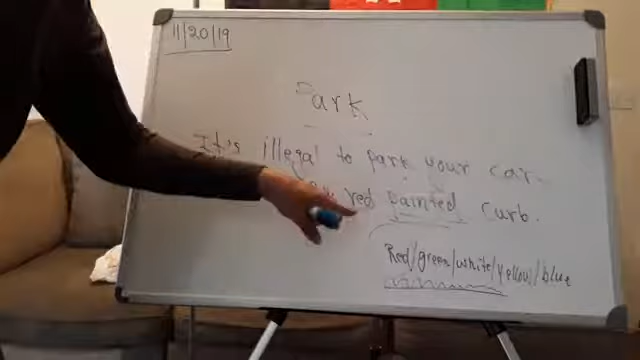 11/20/19
Park
It's illegal to park your car
red painted curb.
Red/green/white/yellow/blue